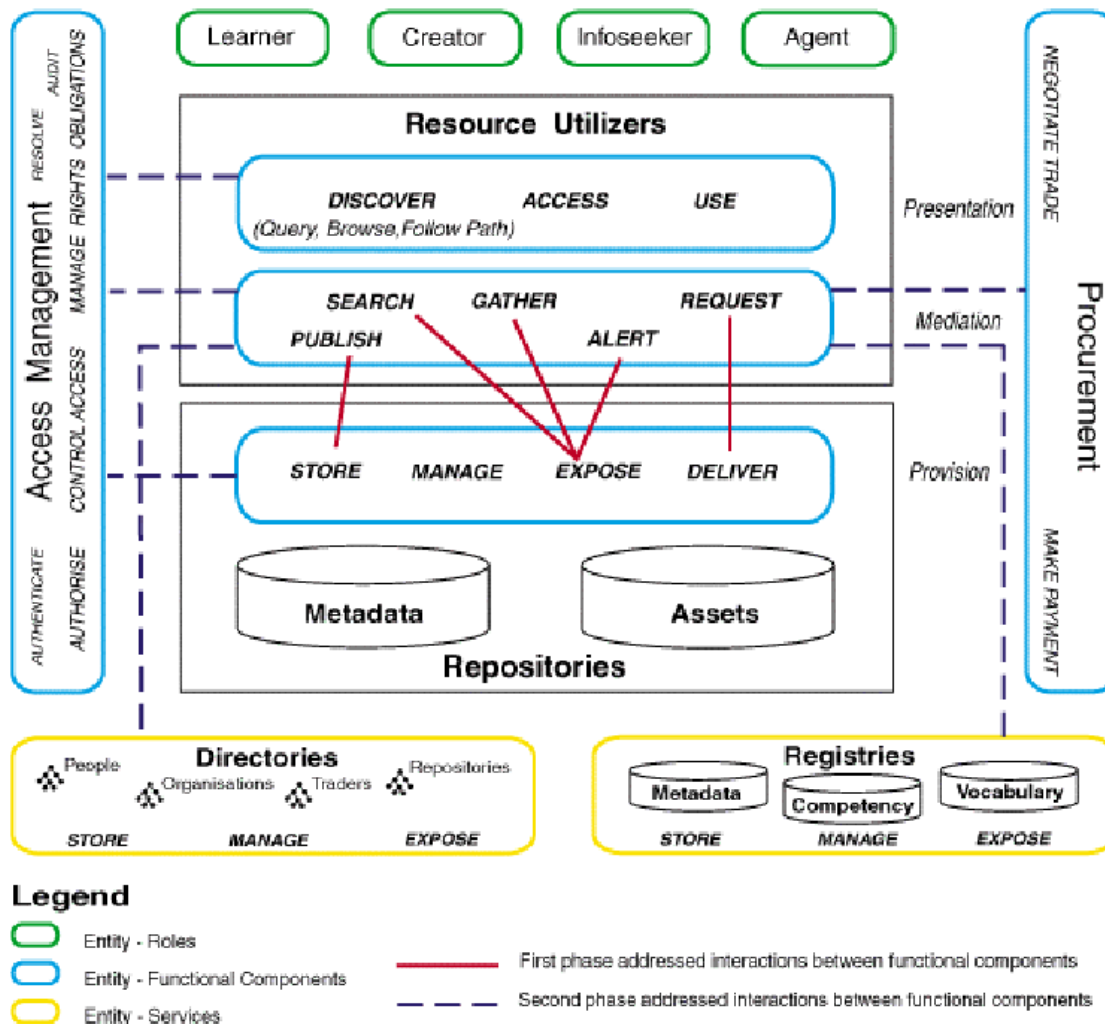 Learner
Creator
Infoseeker
Agent
Access Management
AUTHENTICATE
RESOLVE
AUDIT
AUTHORISE
CONTROL ACCESS
MANAGE RIGHTS OBLIGATIONS
Resource Utilizers
DISCOVER
ACCESS
USE
(Query, Browse,Follow Path)
Presentation
SEARCH
GATHER
REQUEST
PUBLISH
ALERT
Mediation
STORE
MANAGE
EXPOSE
DELIVER
Provision
Metadata
Assets
Repositories
NEGOTIATE TRADE
MAKE PAYMENT
Procurement
Directories
People
Organisations
Traders
Repositories
STORE
MANAGE
EXPOSE
Registries
Metadata
Competency
Vocabulary
STORE
MANAGE
EXPOSE
Legend
Entity - Roles
Entity - Functional Components
Entity - Services
First phase addressed interactions between functional components
Second phase addressed interactions between functional components